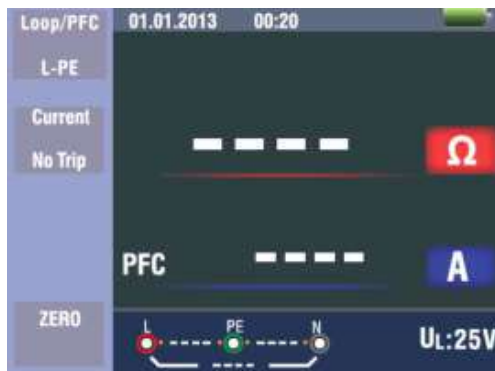 Loop/PFC 01.01.2013 00:20
L-PE
Current
No Trip
---- Ω
PFC ---- A
ZERO
L PE N
---- ----
----
UL:25V